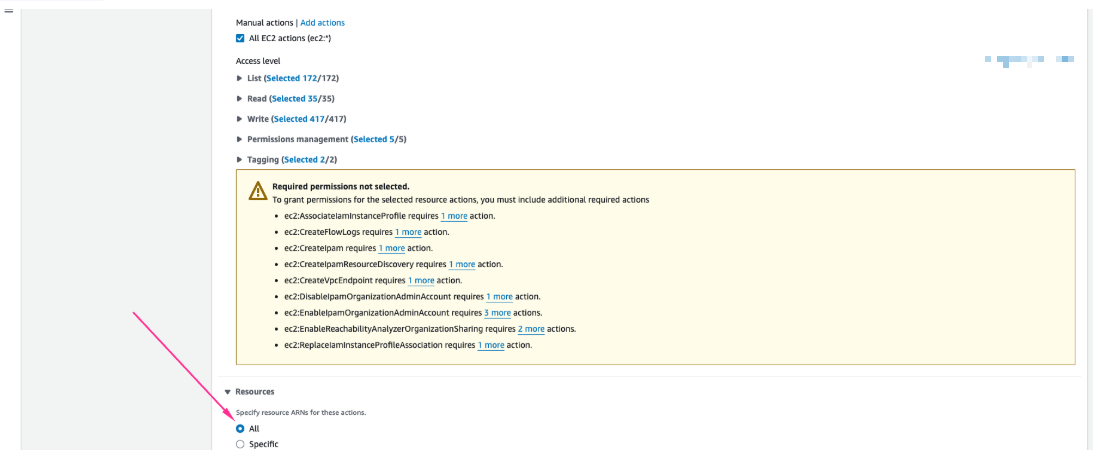 Manual actions | Add actions
All EC2 actions (ec2:*)
Access level
List (Selected 172/172)
Read (Selected 35/35)
Write (Selected 417/417)
Permissions management (Selected 5/5)
Tagging (Selected 2/2)
Required permissions not selected.
To grant permissions for the selected resource actions, you must include additional required actions
• ec2:AssociateIamInstanceProfile requires 1 more action.
• ec2:CreateFlowLogs requires 1 more action.
• ec2:CreateIpam requires 1 more action.
• ec2:CreateIpamResourceDiscovery requires 1 more action.
• ec2:CreateVpcEndpoint requires 1 more action.
• ec2:DisableIpamOrganizationAdminAccount requires 1 more action.
• ec2:EnableIpamOrganizationAdminAccount requires 3 more actions.
• ec2:EnableReachabilityAnalyzerOrganizationSharing requires 2 more actions.
• ec2:ReplaceIamInstanceProfileAssociation requires 1 more action.
Resources
Specify resource ARNs for these actions.
All
Specific